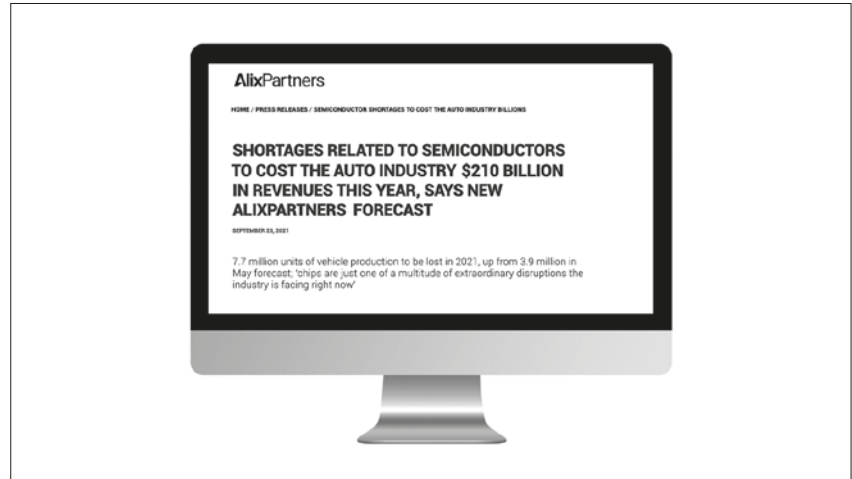 AlixPartners
HOME / PRESS RELEASES / SEMICONDUCTOR SHORTAGES TO COST THE AUTO INDUSTRY BILLIONS
SHORTAGES RELATED TO SEMICONDUCTORS
TO COST THE AUTO INDUSTRY $210 BILLION
IN REVENUES THIS YEAR, SAYS NEW
ALIXPARTNERS FORECAST
SEPTEMBER 23, 2021
7.7 million units of vehicle production to be lost in 2021, up from 3.9 million in
May forecast; 'chips are just one of a multitude of extraordinary disruptions the
industry is facing right now'